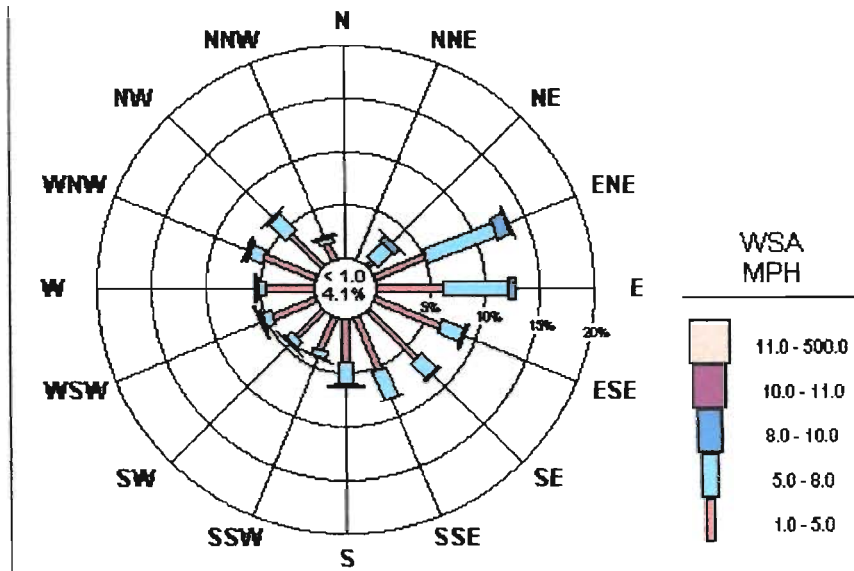 N
NNW
NNE
NW
NE
WNW
ENE
WSA
MPH
W
< 1.0
4.1%
E
5%
10%
15%
20%
11.0 - 500.0
WSW
ESE
10.0 - 11.0
8.0 - 10.0
SW
SE
5.0 - 8.0
SSW
SSE
1.0 - 5.0
S